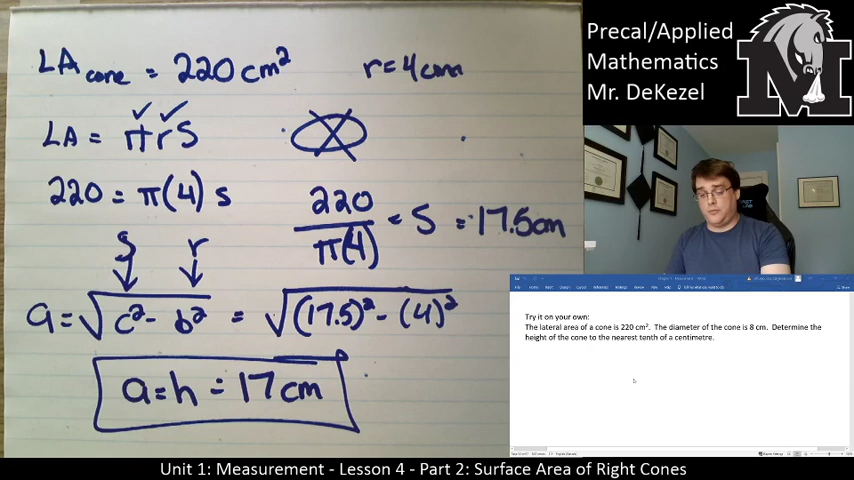 LA cone = 220 cm² r = 4 cm
LA = πrs
220 = π(4) s
220 / π(4) = S = 17.5 cm
S r
a = √c² - b² = √(17.5)² - (4)²
a = h = 17 cm
Precal/Applied
Mathematics
Mr. DeKezel
M
Try it on your own:
The lateral area of a cone is 220 cm². The diameter of the cone is 8 cm. Determine the
height of the cone to the nearest tenth of a centimetre.
Unit 1: Measurement - Lesson 4 - Part 2: Surface Area of Right Cones